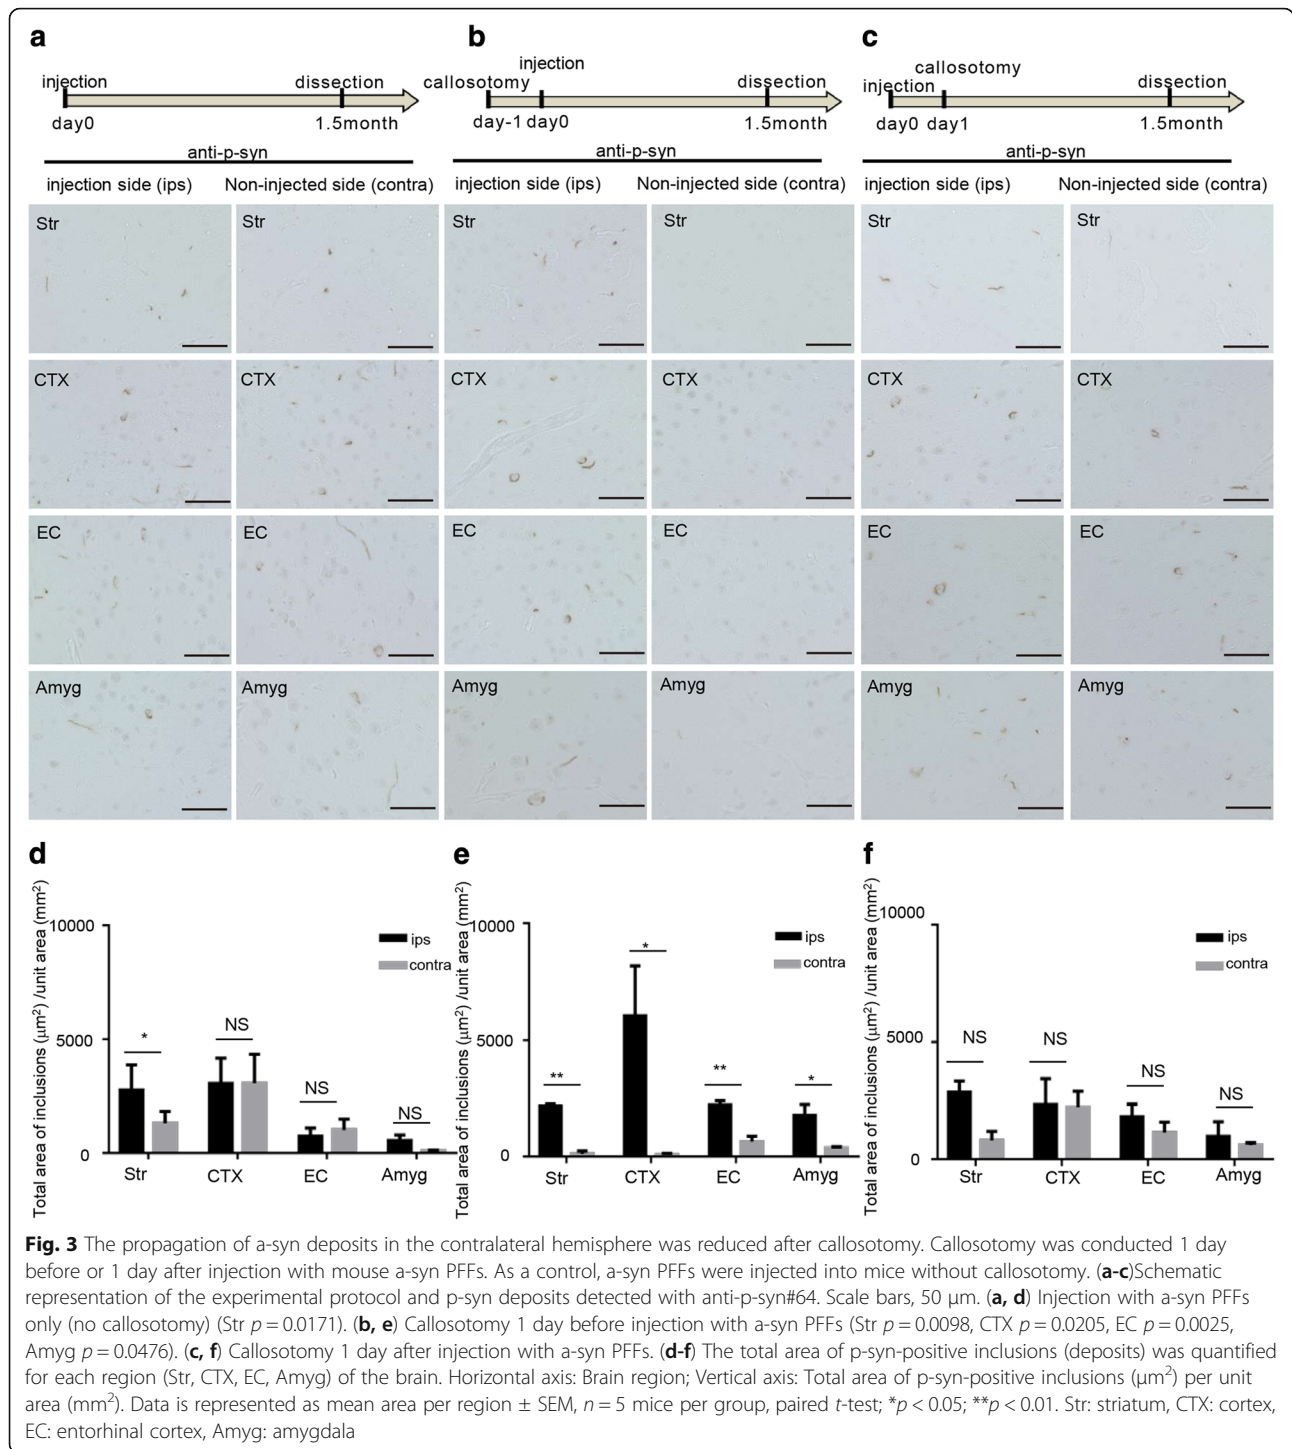 a
injection
dissection
day0
1.5month
anti-p-syn
injection side (ips)
Non-injected side (contra)
Str
Str
CTX
CTX
EC
EC
Amyg
Amyg
b
callosotomy
injection
dissection
day-1 day0
1.5month
anti-p-syn
injection side (ips)
Non-injected side (contra)
Str
Str
CTX
CTX
EC
EC
Amyg
Amyg
c
injection
callosotomy
dissection
day0 day1
1.5month
anti-p-syn
injection side (ips)
Non-injected side (contra)
Str
Str
CTX
CTX
EC
EC
Amyg
Amyg
d
Total area of inclusions (µm²) /unit area (mm²)
10000
5000
0
ips
contra
*
NS
NS
NS
Str
CTX
EC
Amyg
e
Total area of inclusions (µm²) /unit area (mm²)
10000
5000
0
ips
contra
**
*
**
*
Str
CTX
EC
Amyg
f
Total area of inclusions (µm²) /unit area (mm²)
10000
5000
0
ips
contra
NS
NS
NS
NS
Str
CTX
EC
Amyg
Fig. 3 The propagation of a-syn deposits in the contralateral hemisphere was reduced after callosotomy. Callosotomy was conducted 1 day
before or 1 day after injection with mouse a-syn PFFs. As a control, a-syn PFFs were injected into mice without callosotomy. (a-c)Schematic
representation of the experimental protocol and p-syn deposits detected with anti-p-syn#64. Scale bars, 50 µm. (a, d) Injection with a-syn PFFs
only (no callosotomy) (Str p = 0.0171). (b, e) Callosotomy 1 day before injection with a-syn PFFs (Str p = 0.0098, CTX p = 0.0205, EC p = 0.0025,
Amyg p = 0.0476). (c, f) Callosotomy 1 day after injection with a-syn PFFs. (d-f) The total area of p-syn-positive inclusions (deposits) was quantified
for each region (Str, CTX, EC, Amyg) of the brain. Horizontal axis: Brain region; Vertical axis: Total area of p-syn-positive inclusions (µm²) per unit
area (mm²). Data is represented as mean area per region ± SEM, n = 5 mice per group, paired t-test; *p < 0.05; **p < 0.01. Str: striatum, CTX: cortex,
EC: entorhinal cortex, Amyg: amygdala